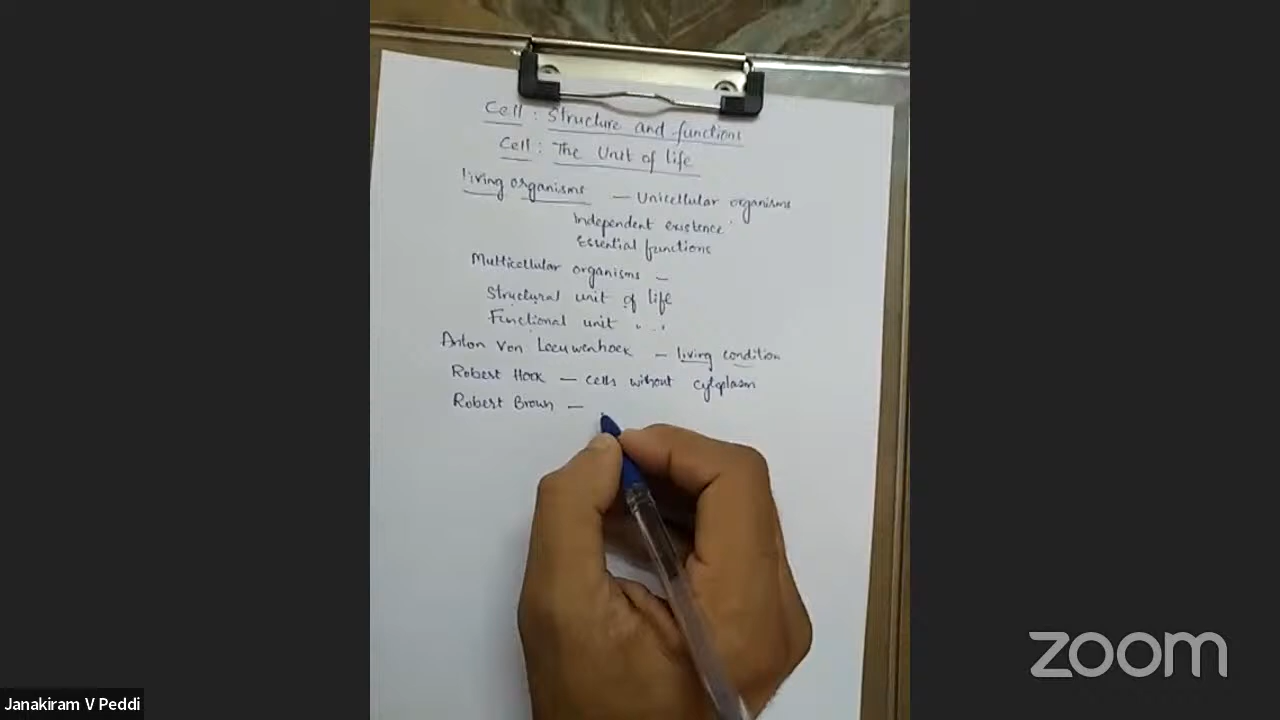 Cell : Structure and functions
Cell : The Unit of life
living organisms — Unicellular organisms
Independent existence
Essential functions
Multicellular organisms —
Structural unit of life
Functional unit " "
Anton Von Leeuwenhoek — living condition
Robert Hook — cells without cytoplasm
Robert Brown —
zoom
Janakiram V Peddi